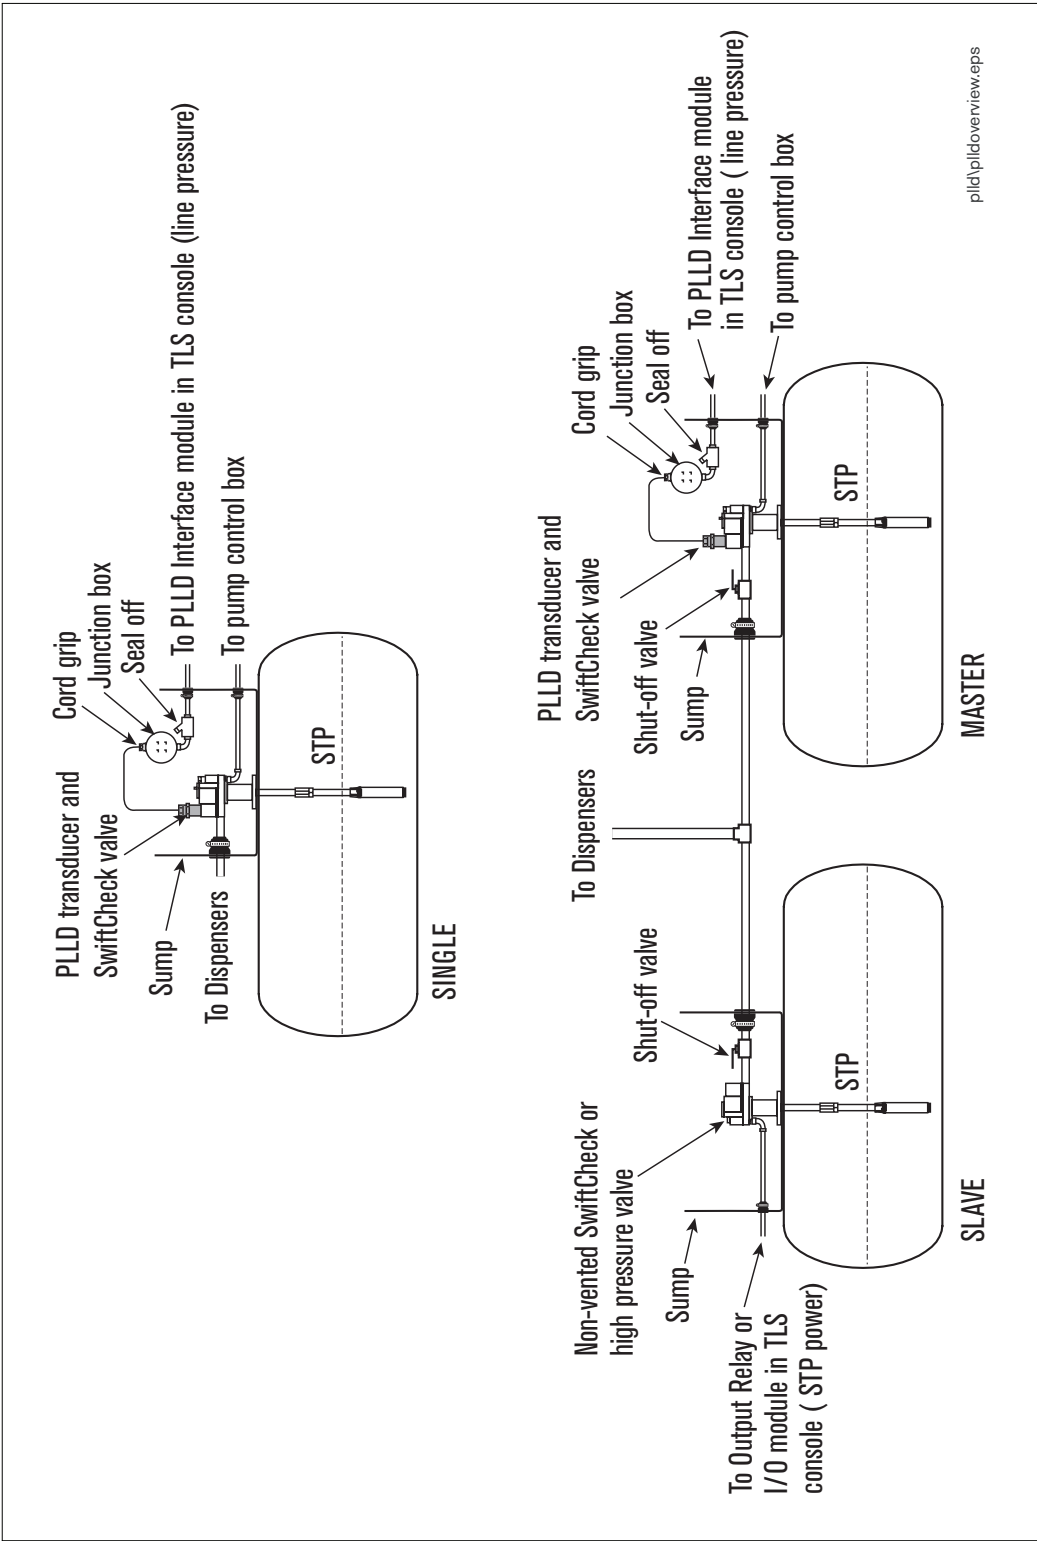 PLLD transducer and
SwiftCheck valve
Cord grip
Junction box
Seal off
To PLLD Interface module in TLS console (line pressure)
To pump control box
Sump
To Dispensers
STP
SINGLE
Non-vented SwiftCheck or
high pressure valve
Shut-off valve
Sump
To Output Relay or
I/O module in TLS
console ( STP power)
STP
SLAVE
To Dispensers
PLLD transducer and
SwiftCheck valve
Shut-off valve
Sump
Cord grip
Junction box
Seal off
To PLLD Interface module
in TLS console ( line pressure)
To pump control box
STP
MASTER
plld\plldoverview.eps